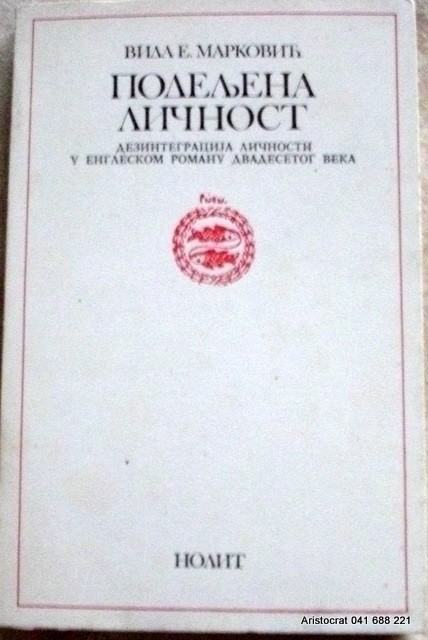 ВИДА Е. МАРКОВИЋ
ПОДЕЉЕНА
ЛИЧНОСТ
ДЕЗИНТЕГРАЦИЈА ЛИЧНОСТИ
У ЕНГЛЕСКОМ РОМАНУ ДВАДЕСЕТОГ ВЕКА
НОЛИТ
Aristocrat 041 688 221